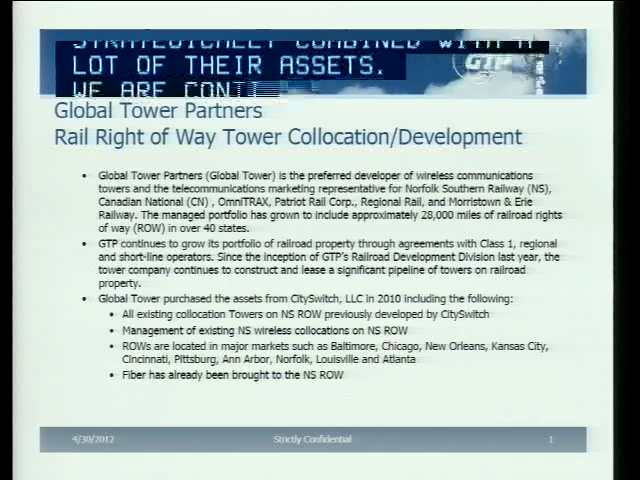 STRATEGICALLY COMBINED WITH A
LOT OF THEIR ASSETS.
WE ARE CONTI
GTP
Global Tower Partners
Rail Right of Way Tower Collocation/Development
• Global Tower Partners (Global Tower) is the preferred developer of wireless communications
towers and the telecommunications marketing representative for Norfolk Southern Railway (NS),
Canadian National (CN) , OmniTRAX, Patriot Rail Corp., Regional Rail, and Morristown & Erie
Railway. The managed portfolio has grown to include approximately 28,000 miles of railroad rights
of way (ROW) in over 40 states.
• GTP continues to grow its portfolio of railroad property through agreements with Class 1, regional
and short-line operators. Since the inception of GTP's Railroad Development Division last year, the
tower company continues to construct and lease a significant pipeline of towers on railroad
property.
• Global Tower purchased the assets from CitySwitch, LLC in 2010 including the following:
• All existing collocation Towers on NS ROW previously developed by CitySwitch
• Management of existing NS wireless collocations on NS ROW
• ROWs are located in major markets such as Baltimore, Chicago, New Orleans, Kansas City,
Cincinnati, Pittsburg, Ann Arbor, Norfolk, Louisville and Atlanta
• Fiber has already been brought to the NS ROW
4/30/2012 Strictly Confidential 1